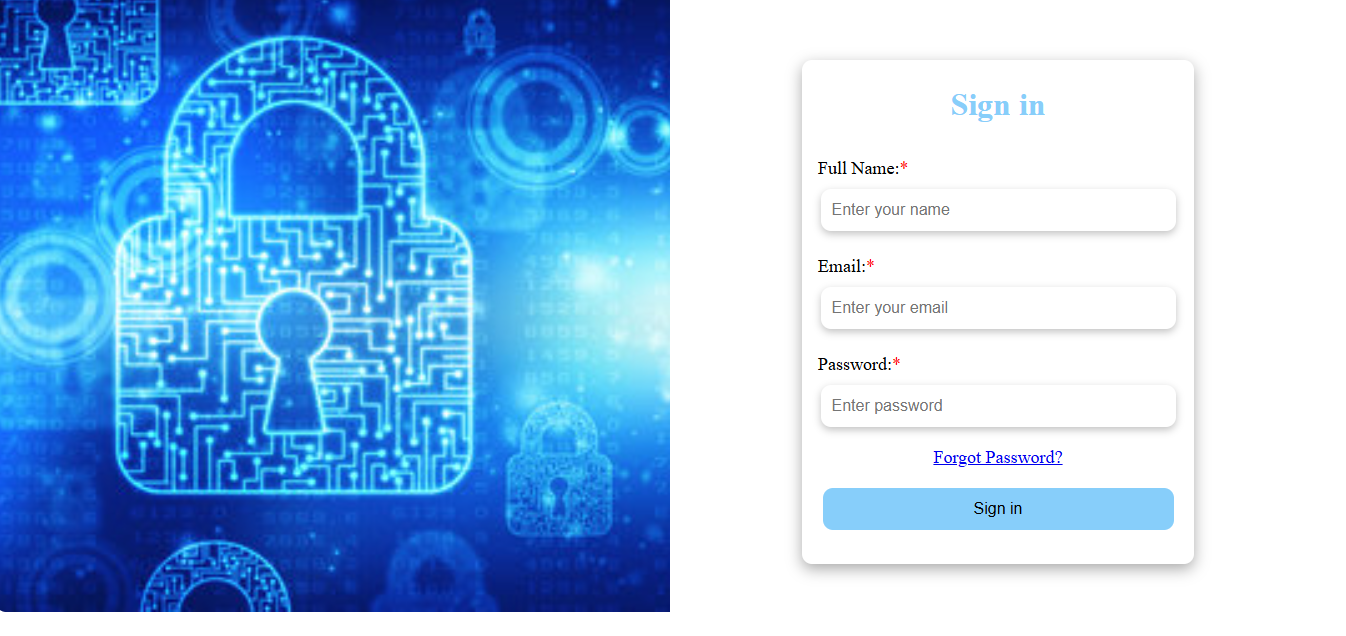 Sign in
Full Name:*
Enter your name
Email:*
Enter your email
Password:*
Enter password
Forgot Password?
Sign in